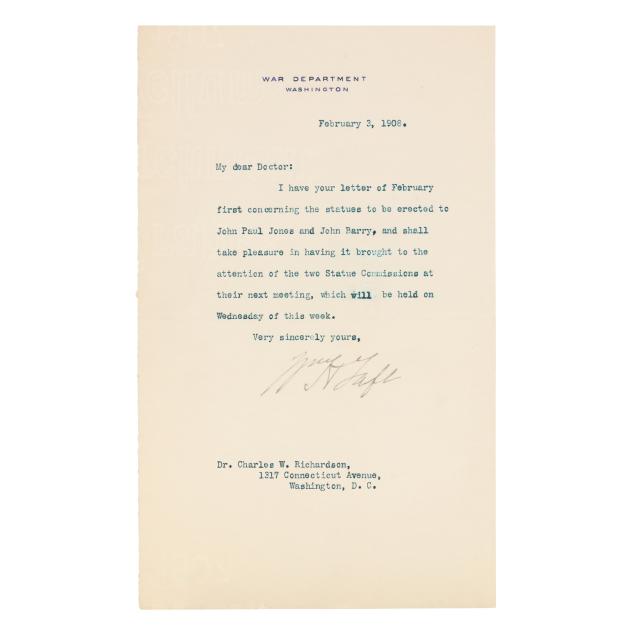 WAR DEPARTMENT
WASHINGTON
February 3, 1908.
My dear Doctor:
I have your letter of February
first concerning the statues to be erected to
John Paul Jones and John Barry, and shall
take pleasure in having it brought to the
attention of the two Statue Commissions at
their next meeting, which will be held on
Wednesday of this week.
Very sincerely yours,
Wm H Taft
Dr. Charles W. Richardson,
1317 Connecticut Avenue,
Washington, D. C.